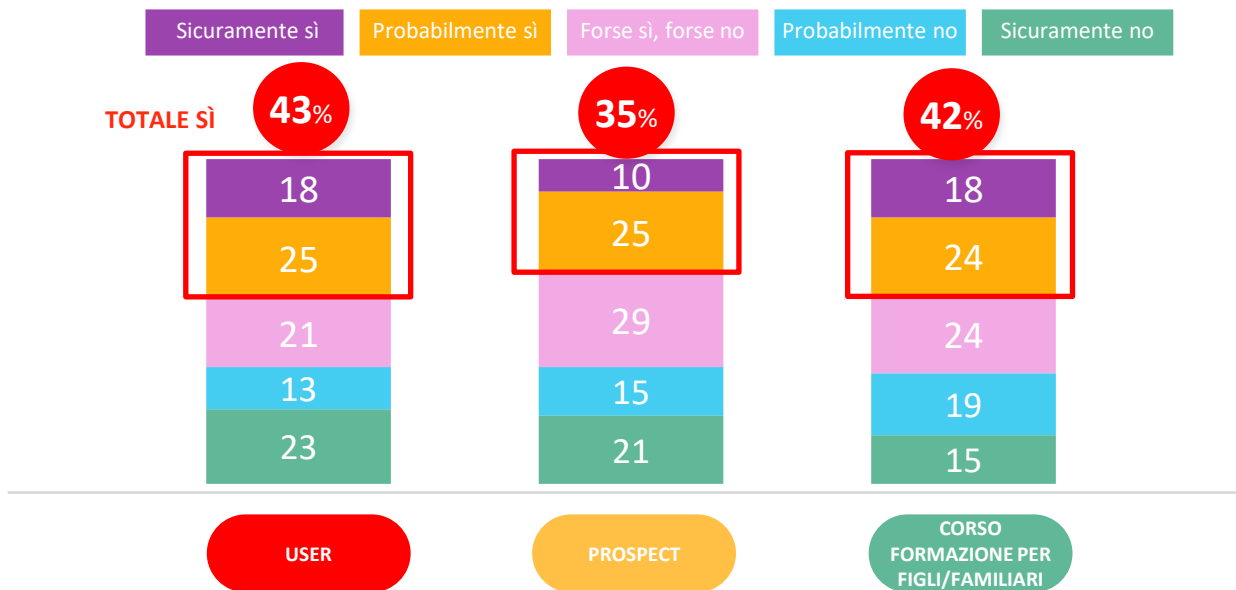 Sicuramente sì
Probabilmente sì
Forse sì, forse no
Probabilmente no
Sicuramente no
TOTALE SÌ
43%
35%
42%
18
25
21
13
23
10
25
29
15
21
18
24
24
19
15
USER
PROSPECT
CORSO
FORMAZIONE PER
FIGLI/FAMILIARI